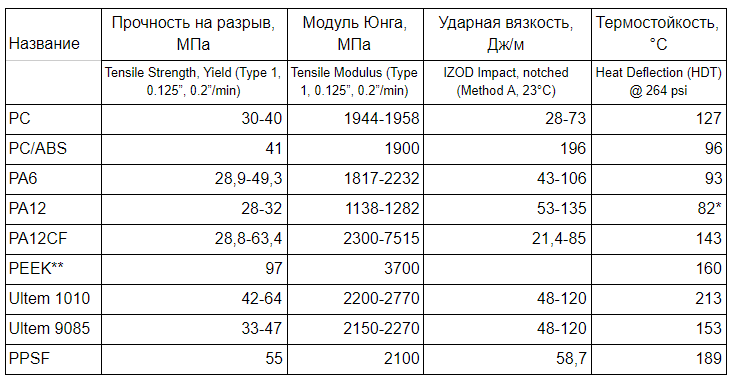 Название Прочность на разрыв, МПа Модуль Юнга, МПа Ударная вязкость, Дж/м Термостойкость, °C
Tensile Strength, Yield (Type 1, 0.125”, 0.2”/min) Tensile Modulus (Type 1, 0.125”, 0.2”/min) IZOD Impact, notched (Method A, 23°C) Heat Deflection (HDT) @ 264 psi
PC 30-40 1944-1958 28-73 127
PC/ABS 41 1900 196 96
PA6 28,9-49,3 1817-2232 43-106 93
PA12 28-32 1138-1282 53-135 82*
PA12CF 28,8-63,4 2300-7515 21,4-85 143
PEEK** 97 3700 160
Ultem 1010 42-64 2200-2770 48-120 213
Ultem 9085 33-47 2150-2270 48-120 153
PPSF 55 2100 58,7 189